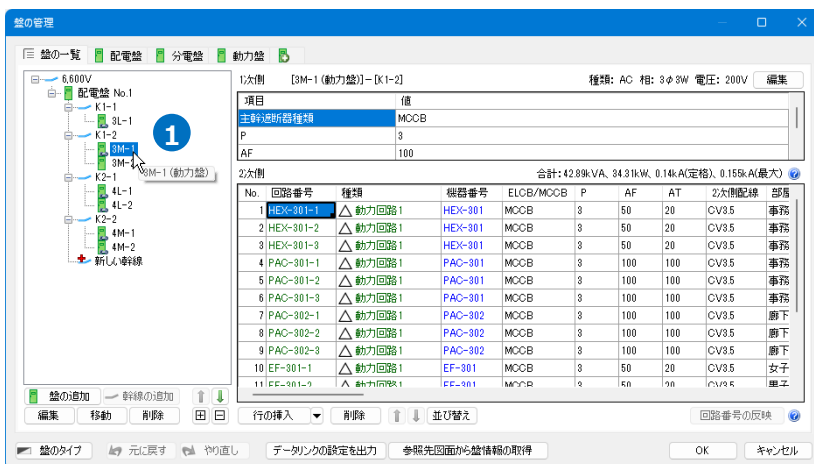 盤の管理
盤の一覧 配電盤 分電盤 動力盤
6,600V
配電盤 No.1
K1-1
3L-1
K1-2
3M-1
3M-2
3M-1 (動力盤)
K2-1
4L-1
4L-2
K2-2
4M-1
4M-2
新しい幹線
1
1次側 [3M-1 (動力盤)]-[K1-2] 種類: AC 相: 3φ3W 電圧: 200V 編集
項目 値
主幹遮断器種類 MCCB
P 3
AF 100
2次側 合計: 42.89kVA、34.31kW、0.14kA(定格)、0.155kA(最大)
No. 回路番号 種類 機器番号 ELCB/MCCB P AF AT 2次側配線 部屋
1 HEX-301-1 動力回路1 HEX-301 MCCB 3 50 20 CV3.5 事務
2 HEX-301-2 動力回路1 HEX-301 MCCB 3 50 20 CV3.5 事務
3 HEX-301-3 動力回路1 HEX-301 MCCB 3 50 20 CV3.5 事務
4 PAC-301-1 動力回路1 PAC-301 MCCB 3 100 100 CV3.5 事務
5 PAC-301-2 動力回路1 PAC-301 MCCB 3 100 100 CV3.5 事務
6 PAC-301-3 動力回路1 PAC-301 MCCB 3 100 100 CV3.5 事務
7 PAC-302-1 動力回路1 PAC-302 MCCB 3 100 100 CV3.5 廊下
8 PAC-302-2 動力回路1 PAC-302 MCCB 3 100 100 CV3.5 廊下
9 PAC-302-3 動力回路1 PAC-302 MCCB 3 100 100 CV3.5 廊下
10 EF-301-1 動力回路1 EF-301 MCCB 3 50 20 CV3.5 女子
11 EF-301-2 動力回路1 EF-301 MCCB 3 50 20 CV3.5 男子
盤の追加 幹線の追加
編集 移動 削除 行の挿入 削除 並び替え 回路番号の反映
盤のタイプ 元に戻す やり直し データリンクの設定を出力 参照先図面から盤情報の取得 OK キャンセル